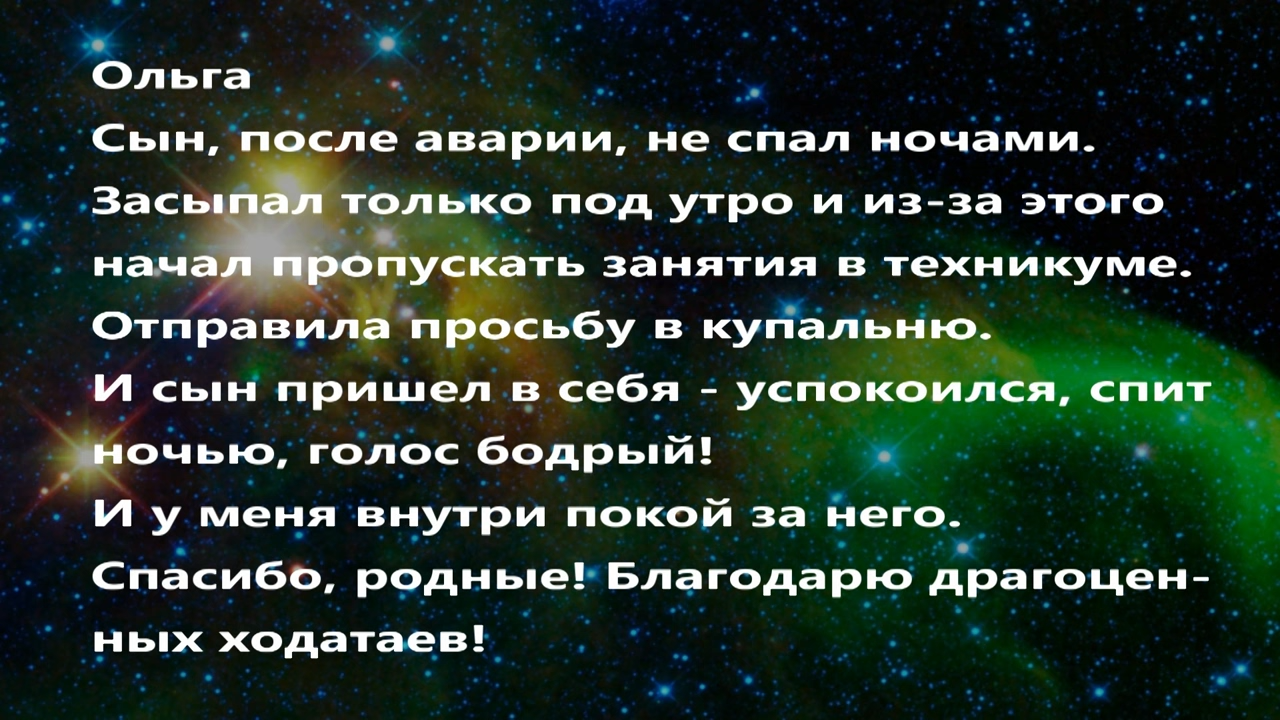 Ольга
Сын, после аварии, не спал ночами.
Засыпал только под утро и из-за этого
начал пропускать занятия в техникуме.
Отправила просьбу в купальню.
И сын пришел в себя - успокоился, спит
ночью, голос бодрый!
И у меня внутри покой за него.
Спасибо, родные! Благодарю драгоцен-
ных ходатаев!